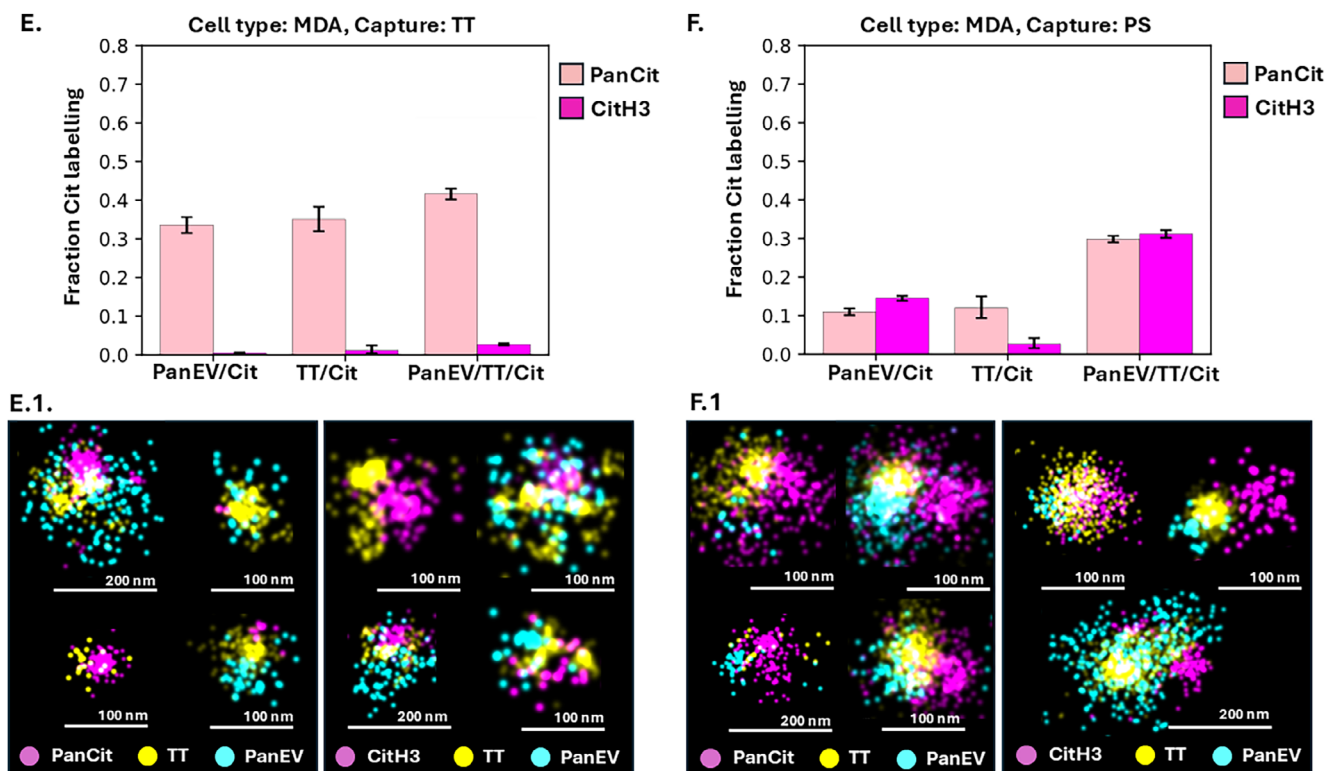 E.
Cell type: MDA, Capture: TT
Fraction Cit labelling
0.8
0.7
0.6
0.5
0.4
0.3
0.2
0.1
0.0
PanEV/Cit TT/Cit PanEV/TT/Cit
PanCit
CitH3
F.
Cell type: MDA, Capture: PS
Fraction Cit labelling
0.8
0.7
0.6
0.5
0.4
0.3
0.2
0.1
0.0
PanEV/Cit TT/Cit PanEV/TT/Cit
PanCit
CitH3
E.1.
200 nm 100 nm 100 nm 100 nm
100 nm 100 nm 200 nm 100 nm
PanCit TT PanEV CitH3 TT PanEV
F.1
100 nm 100 nm 100 nm 100 nm
200 nm 100 nm 200 nm
PanCit TT PanEV CitH3 TT PanEV